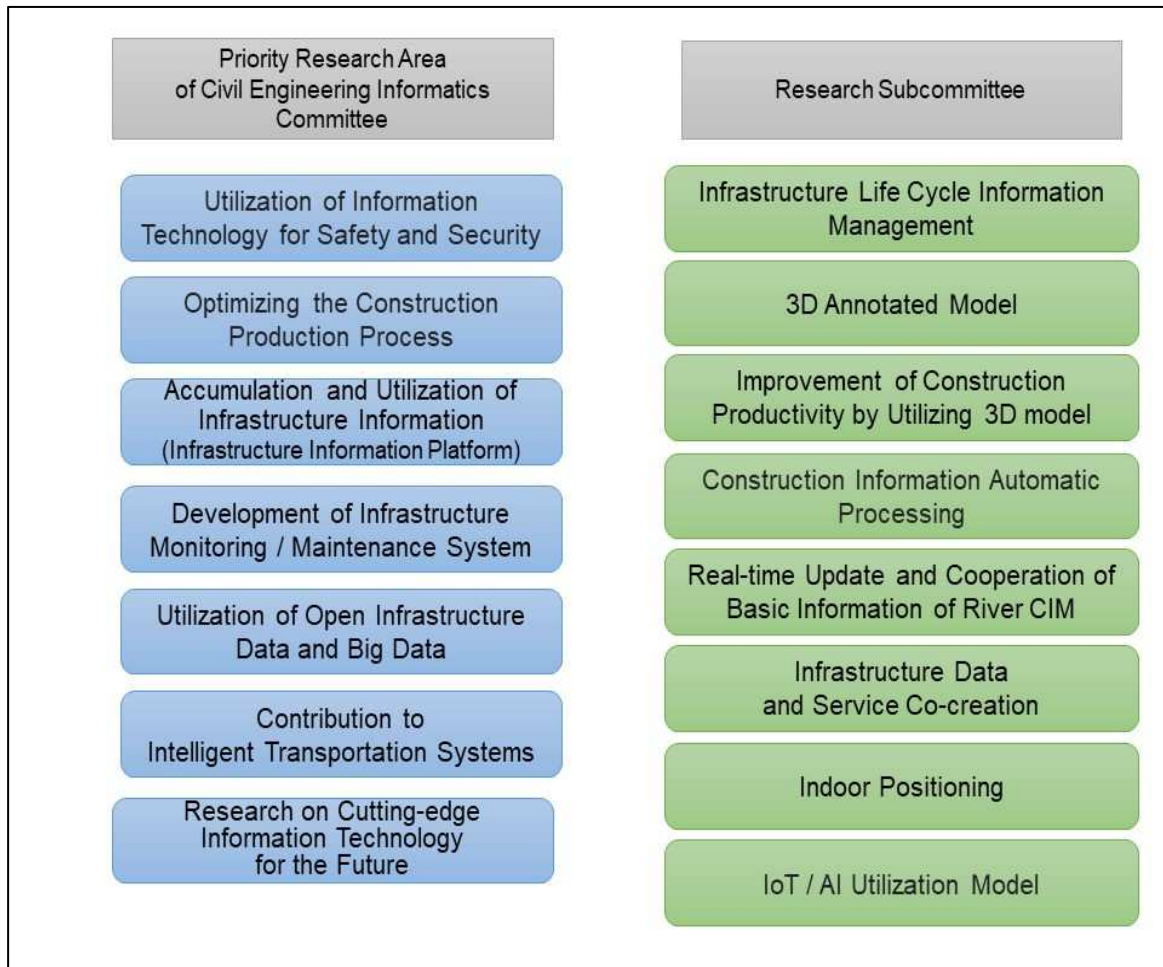 Priority Research Area
of Civil Engineering Informatics
Committee
Utilization of Information
Technology for Safety and Security
Optimizing the Construction
Production Process
Accumulation and Utilization of
Infrastructure Information
(Infrastructure Information Platform)
Development of Infrastructure
Monitoring / Maintenance System
Utilization of Open Infrastructure
Data and Big Data
Contribution to
Intelligent Transportation Systems
Research on Cutting-edge
Information Technology
for the Future
Research Subcommittee
Infrastructure Life Cycle Information
Management
3D Annotated Model
Improvement of Construction
Productivity by Utilizing 3D model
Construction Information Automatic
Processing
Real-time Update and Cooperation of
Basic Information of River CIM
Infrastructure Data
and Service Co-creation
Indoor Positioning
IoT / AI Utilization Model